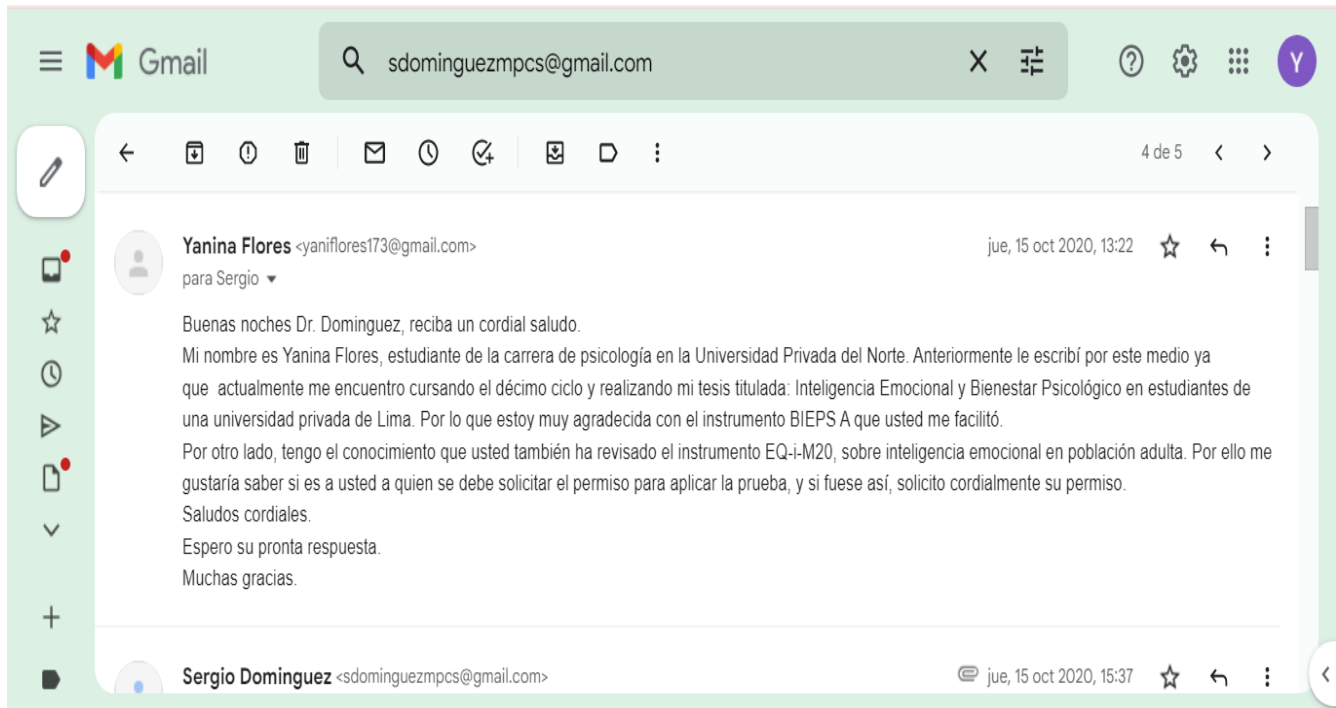 Gmail
sdominguezmpcs@gmail.com
Y
4 de 5
Yanina Flores <yaniflores173@gmail.com>
jue, 15 oct 2020, 13:22
para Sergio
Buenas noches Dr. Dominguez, reciba un cordial saludo.
Mi nombre es Yanina Flores, estudiante de la carrera de psicología en la Universidad Privada del Norte. Anteriormente le escribí por este medio ya
que actualmente me encuentro cursando el décimo ciclo y realizando mi tesis titulada: Inteligencia Emocional y Bienestar Psicológico en estudiantes de
una universidad privada de Lima. Por lo que estoy muy agradecida con el instrumento BIEPS A que usted me facilitó.
Por otro lado, tengo el conocimiento que usted también ha revisado el instrumento EQ-i-M20, sobre inteligencia emocional en población adulta. Por ello me
gustaría saber si es a usted a quien se debe solicitar el permiso para aplicar la prueba, y si fuese así, solicito cordialmente su permiso.
Saludos cordiales.
Espero su pronta respuesta.
Muchas gracias.
Sergio Dominguez <sdominguezmpcs@gmail.com>
jue, 15 oct 2020, 15:37